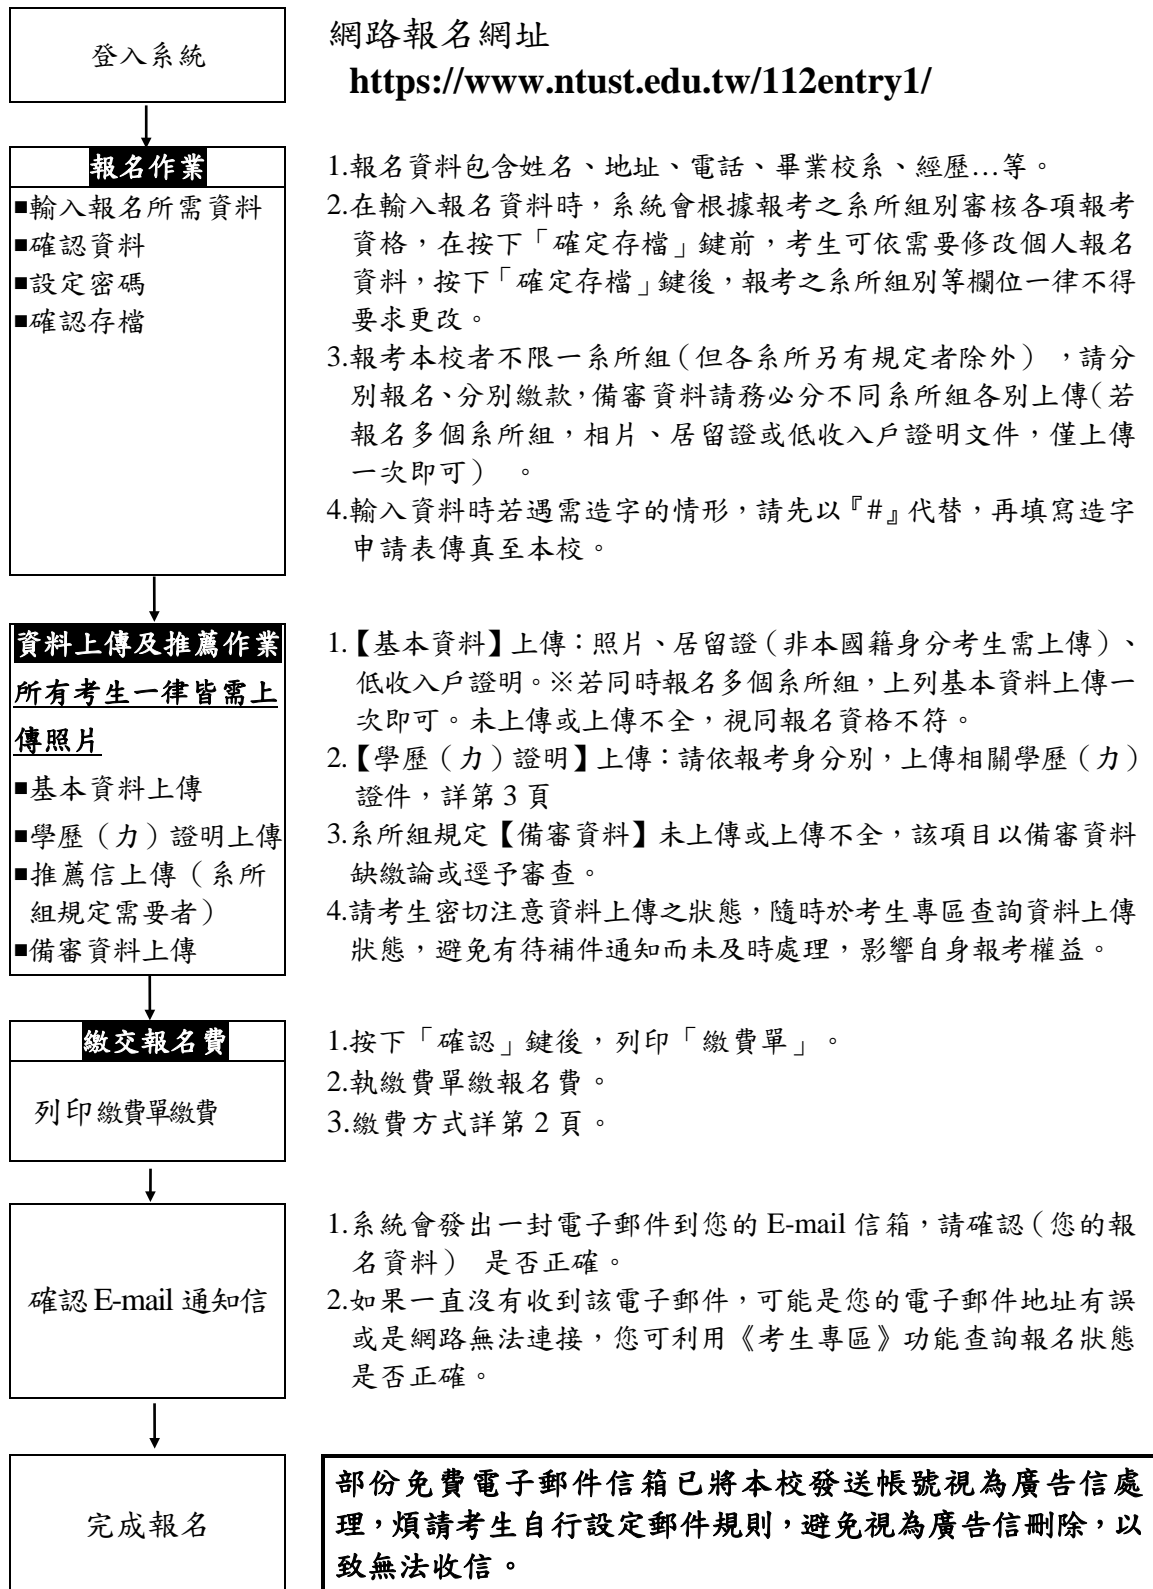 登入系統
網路報名網址
https://www.ntust.edu.tw/112entry1/
報名作業
■輸入報名所需資料
■確認資料
■設定密碼
■確認存檔
1.報名資料包含姓名、地址、電話、畢業校系、經歷…等。
2.在輸入報名資料時，系統會根據報考之系所組別審核各項報考
資格，在按下「確定存檔」鍵前，考生可依需要修改個人報名
資料，按下「確定存檔」鍵後，報考之系所組別等欄位一律不得
要求更改。
3.報考本校者不限一系所組（但各系所另有規定者除外），請分
別報名、分別繳款，備審資料請務必分不同系所組各別上傳（若
報名多個系所組，相片、居留證或低收入戶證明文件，僅上傳
一次即可） 。
4.輸入資料時若遇需造字的情形，請先以『#』代替，再填寫造字
申請表傳真至本校。
資料上傳及推薦作業
所有考生一律皆需上
傳照片
■基本資料上傳
■學歷（力）證明上傳
■推薦信上傳（系所
組規定需要者）
■備審資料上傳
1.【基本資料】上傳：照片、居留證（非本國籍身分考生需上傳）、
低收入戶證明。※若同時報名多個系所組，上列基本資料上傳一
次即可。未上傳或上傳不全，視同報名資格不符。
2.【學歷（力）證明】上傳：請依報考身分別，上傳相關學歷（力）
證件，詳第 3 頁
3.系所組規定【備審資料】未上傳或上傳不全，該項目以備審資料
缺繳論或逕予審查。
4.請考生密切注意資料上傳之狀態，隨時於考生專區查詢資料上傳
狀態，避免有待補件通知而未及時處理，影響自身報考權益。
繳交報名費
列印繳費單繳費
1.按下「確認」鍵後，列印「繳費單」。
2.執繳費單繳報名費。
3.繳費方式詳第 2 頁。
確認 E-mail 通知信
1.系統會發出一封電子郵件到您的 E-mail 信箱，請確認（您的報
名資料） 是否正確。
2.如果一直沒有收到該電子郵件，可能是您的電子郵件地址有誤
或是網路無法連接，您可利用《考生專區》功能查詢報名狀態
是否正確。
完成報名
部份免費電子郵件信箱已將本校發送帳號視為廣告信處
理，煩請考生自行設定郵件規則，避免視為廣告信刪除，以
致無法收信。